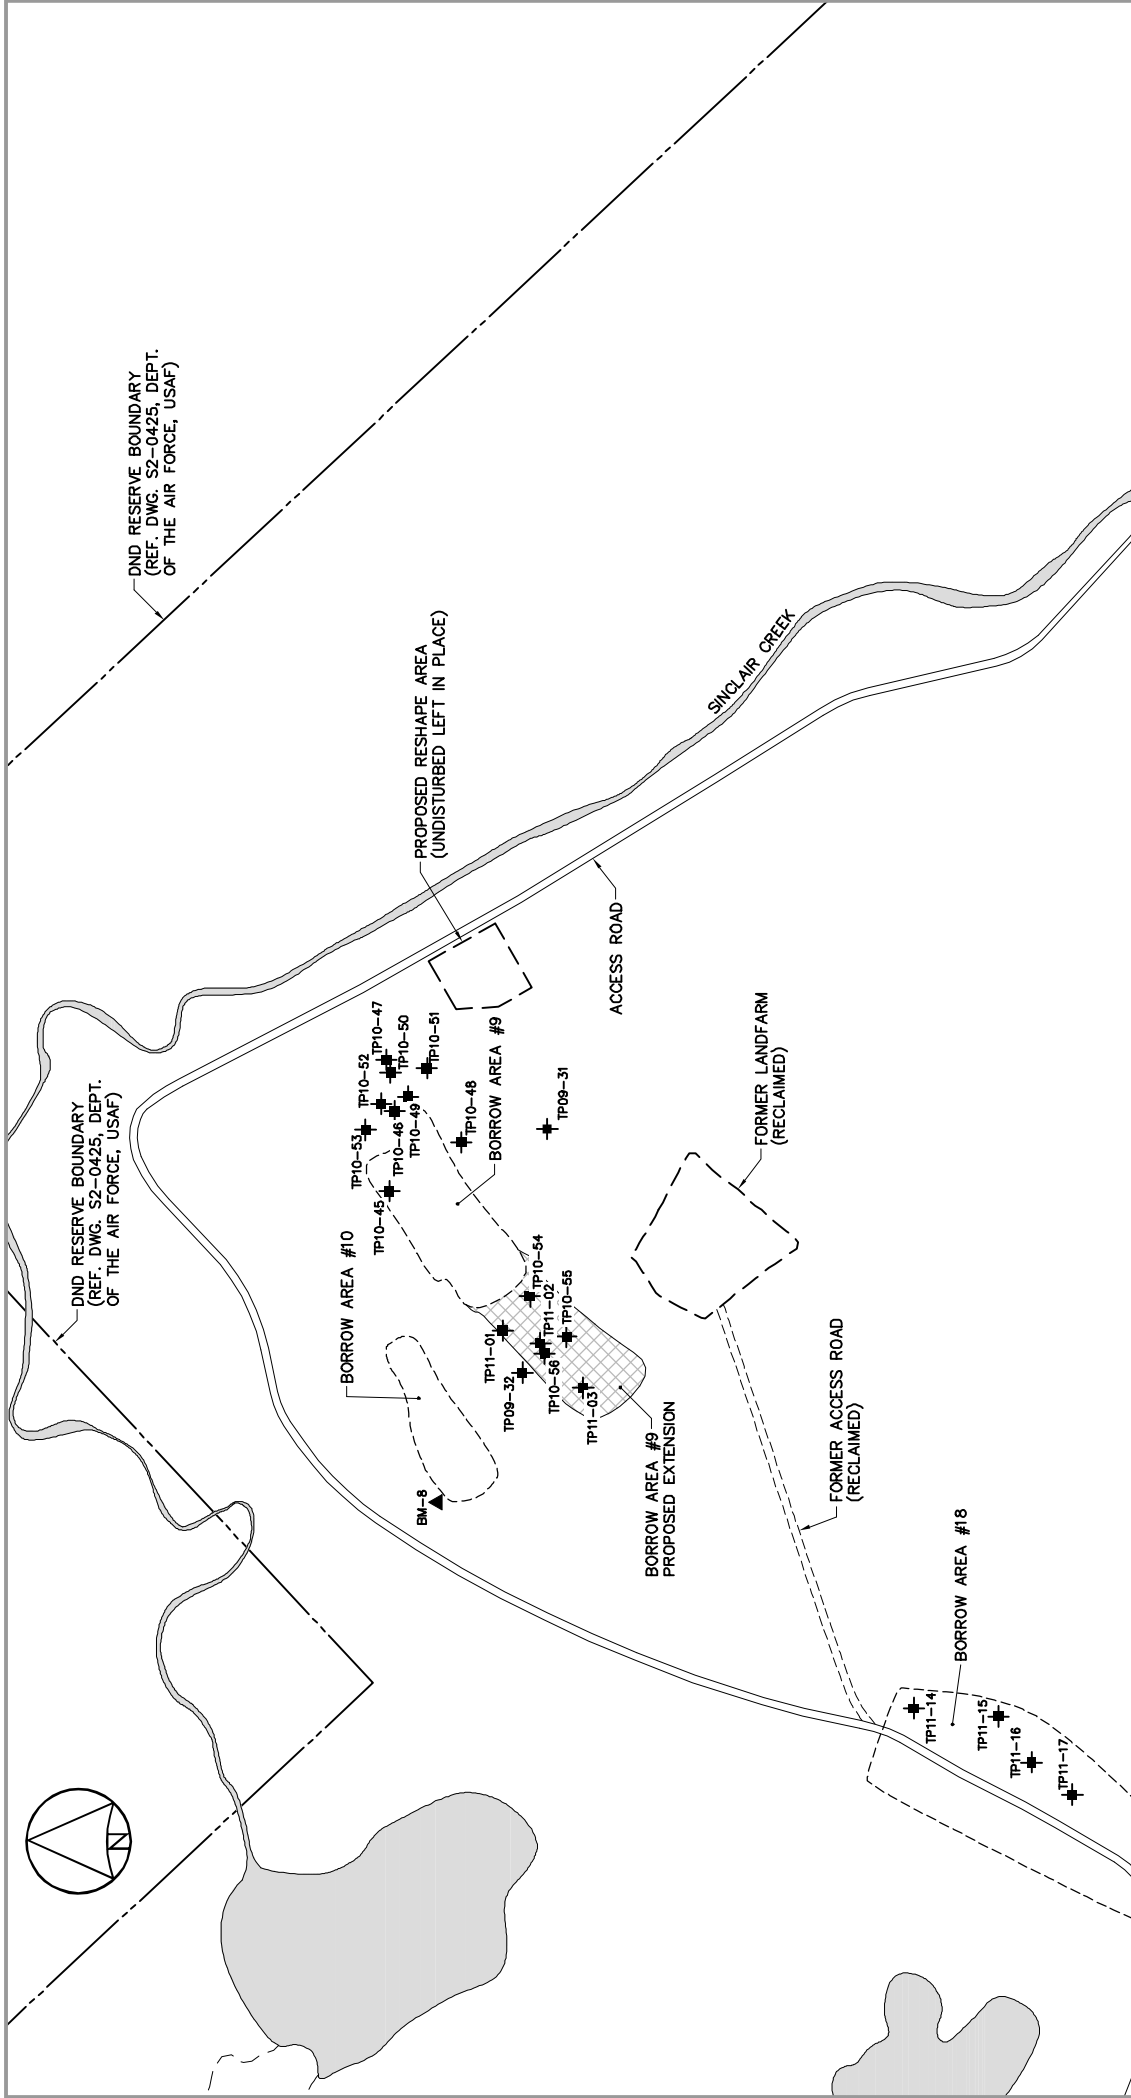 DND RESERVE BOUNDARY
(REF. DWG. S2-0425, DEPT.
OF THE AIR FORCE, USAF)
DND RESERVE BOUNDARY
(REF. DWG. S2-0425, DEPT.
OF THE AIR FORCE, USAF)
N
BORROW AREA #10
BM-8
TP10-53
TP10-52
TP10-47
TP10-50
TP10-51
TP10-45
TP10-46
TP10-49
TP10-48
BORROW AREA #9
TP09-31
PROPOSED RESHAPE AREA
(UNDISTURBED LEFT IN PLACE)
TP11-01
TP09-32
TP10-54
TP11-02
TP10-56
TP10-55
TP11-03
BORROW AREA #9
PROPOSED EXTENSION
ACCESS ROAD
SINCLAIR CREEK
FORMER LANDFARM
(RECLAIMED)
FORMER ACCESS ROAD
(RECLAIMED)
BORROW AREA #18
TP11-14
TP11-15
TP11-16
TP11-17